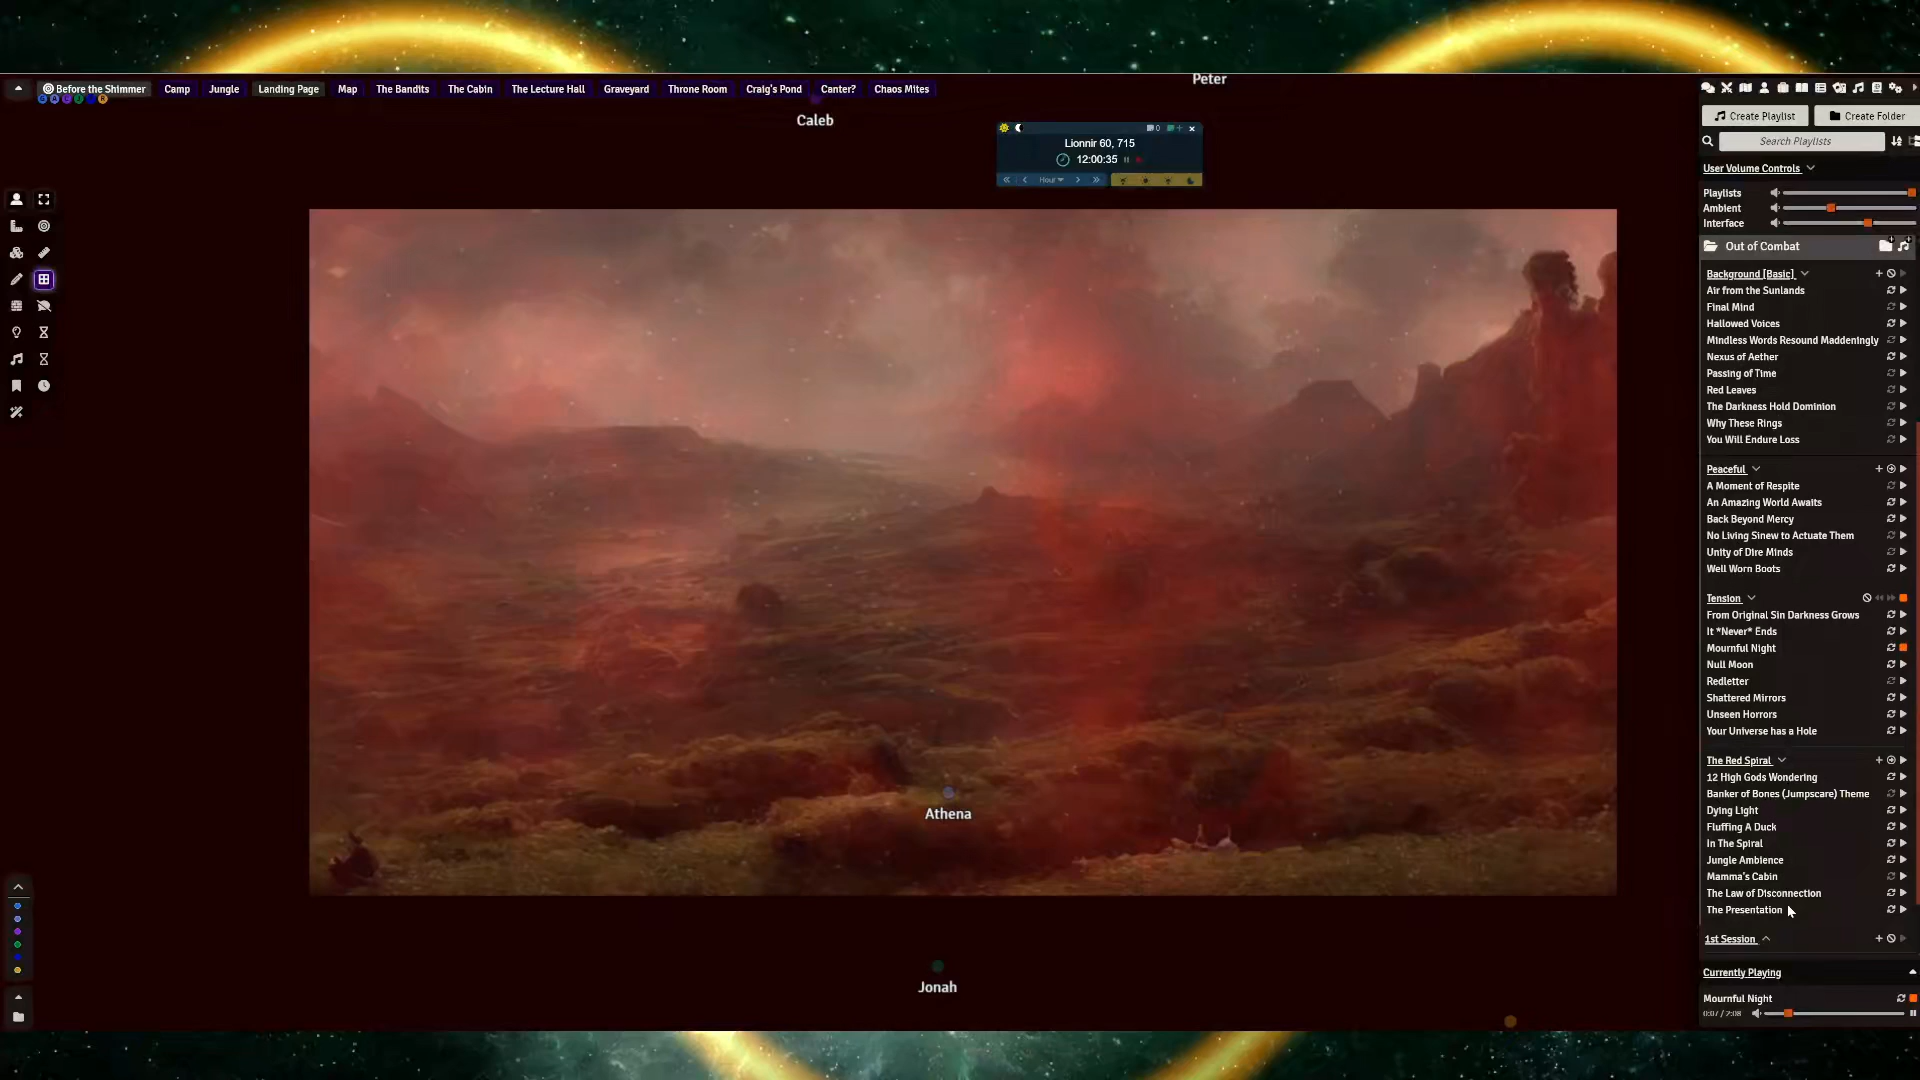 Peter
Before the Shimmer
Camp
Jungle
Landing Page
Map
The Bandits
The Cabin
The Lecture Hall
Graveyard
Throne Room
Craig's Pond
Canter?
Chaos Mites
Caleb
0
Lionnir 60, 715
12:00:35
Hour
Athena
Jonah
Create Playlist
Create Folder
Search Playlists
User Volume Controls
Playlists
Ambient
Interface
Out of Combat
Background [Basic]
Air from the Sunlands
Final Mind
Hallowed Voices
Mindless Words Resound Maddeningly
Nexus of Aether
Passing of Time
Red Leaves
The Darkness Hold Dominion
Why These Rings
You Will Endure Loss
Peaceful
A Moment of Respite
An Amazing World Awaits
Back Beyond Mercy
No Living Sinew to Actuate Them
Unity of Dire Minds
Well Worn Boots
Tension
From Original Sin Darkness Grows
It *Never* Ends
Mournful Night
Null Moon
Redletter
Shattered Mirrors
Unseen Horrors
Your Universe has a Hole
The Red Spiral
12 High Gods Wondering
Banker of Bones (Jumpscare) Theme
Dying Light
Fluffing A Duck
In The Spiral
Jungle Ambience
Mamma's Cabin
The Law of Disconnection
The Presentation
1st Session
Currently Playing
Mournful Night
0:07 / 2:08